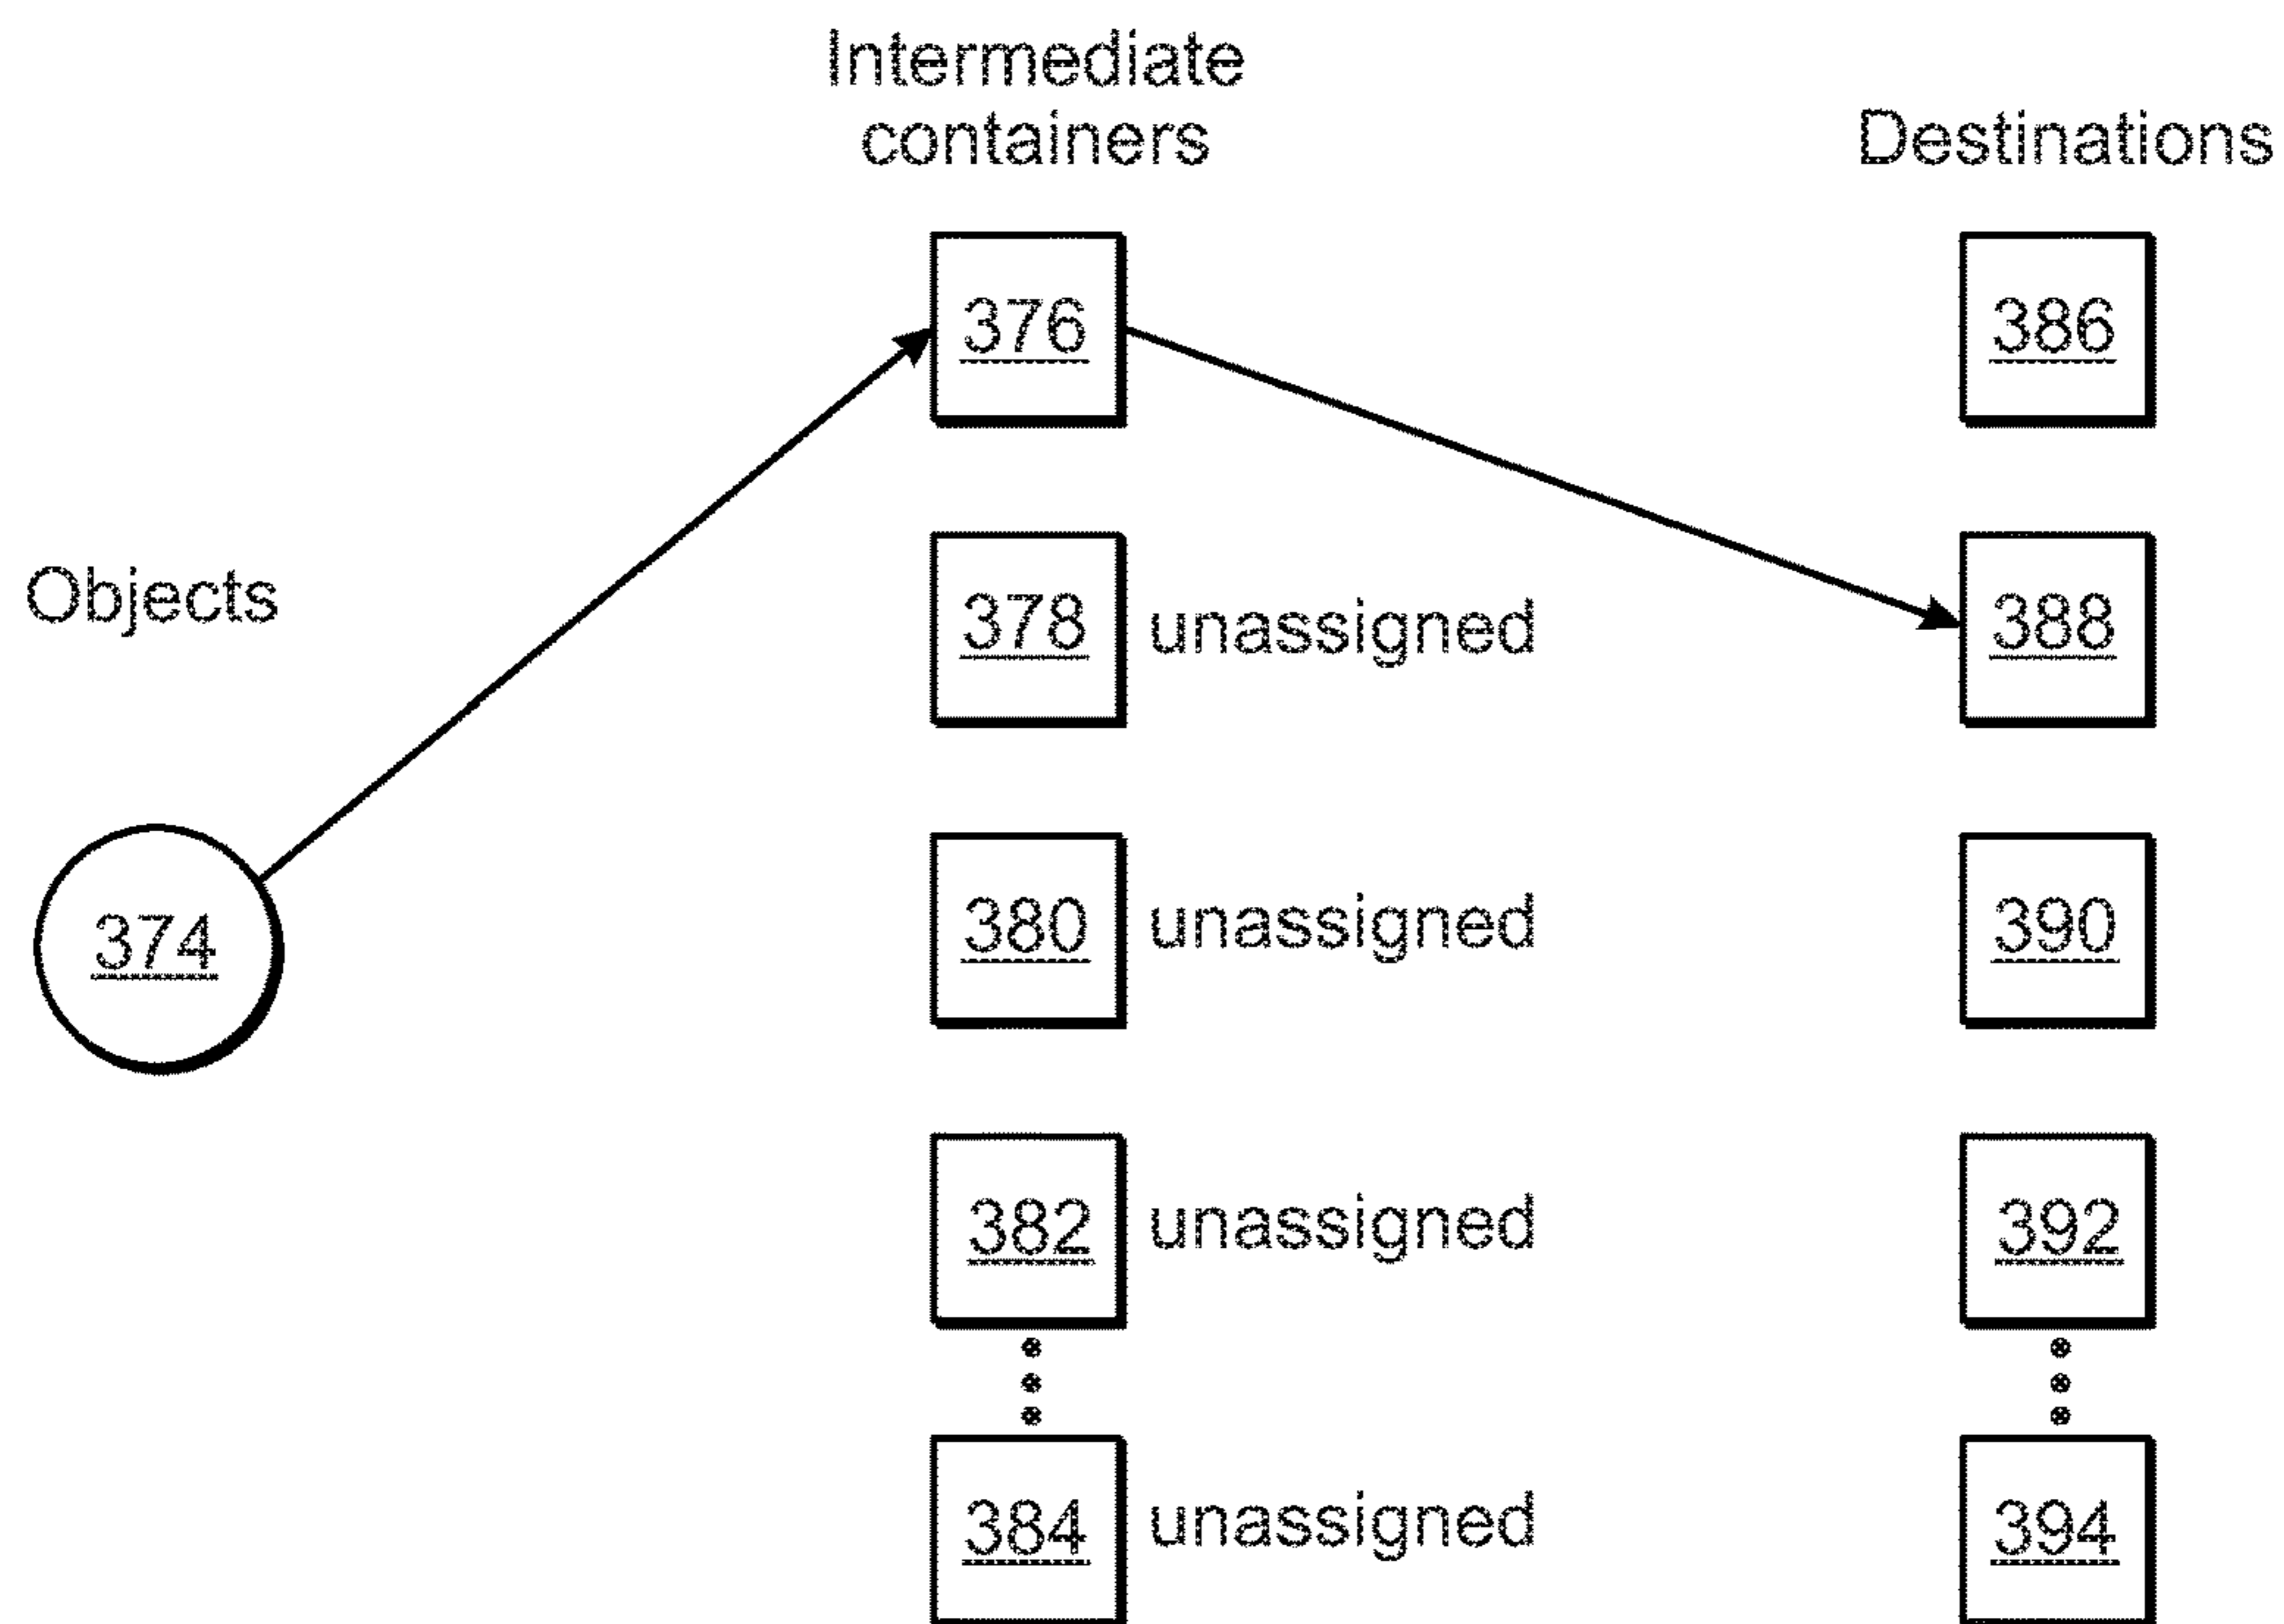 Intermediate
containers
Destinations
Objects
376
386
378 unassigned
388
374
380 unassigned
390
382 unassigned
392
384 unassigned
394